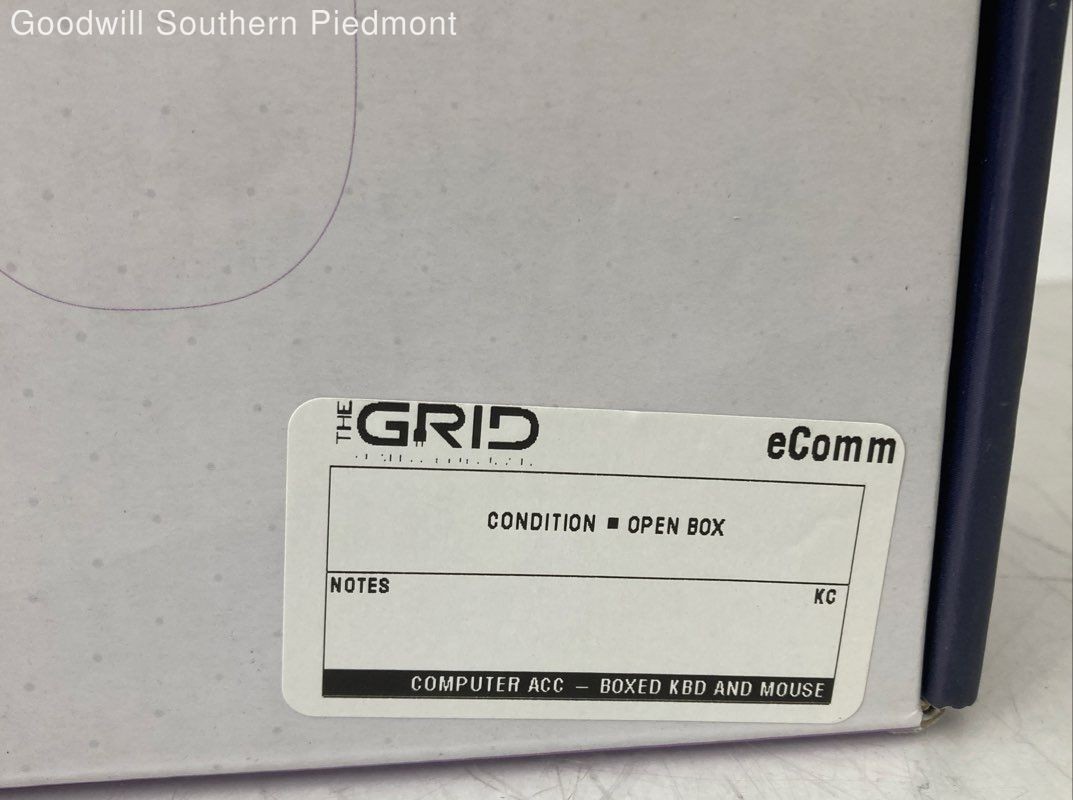 Goodwill Southern Piedmont
THE GRID
eComm
CONDITION ▪ OPEN BOX
NOTES
KC
COMPUTER ACC – BOXED KBD AND MOUSE